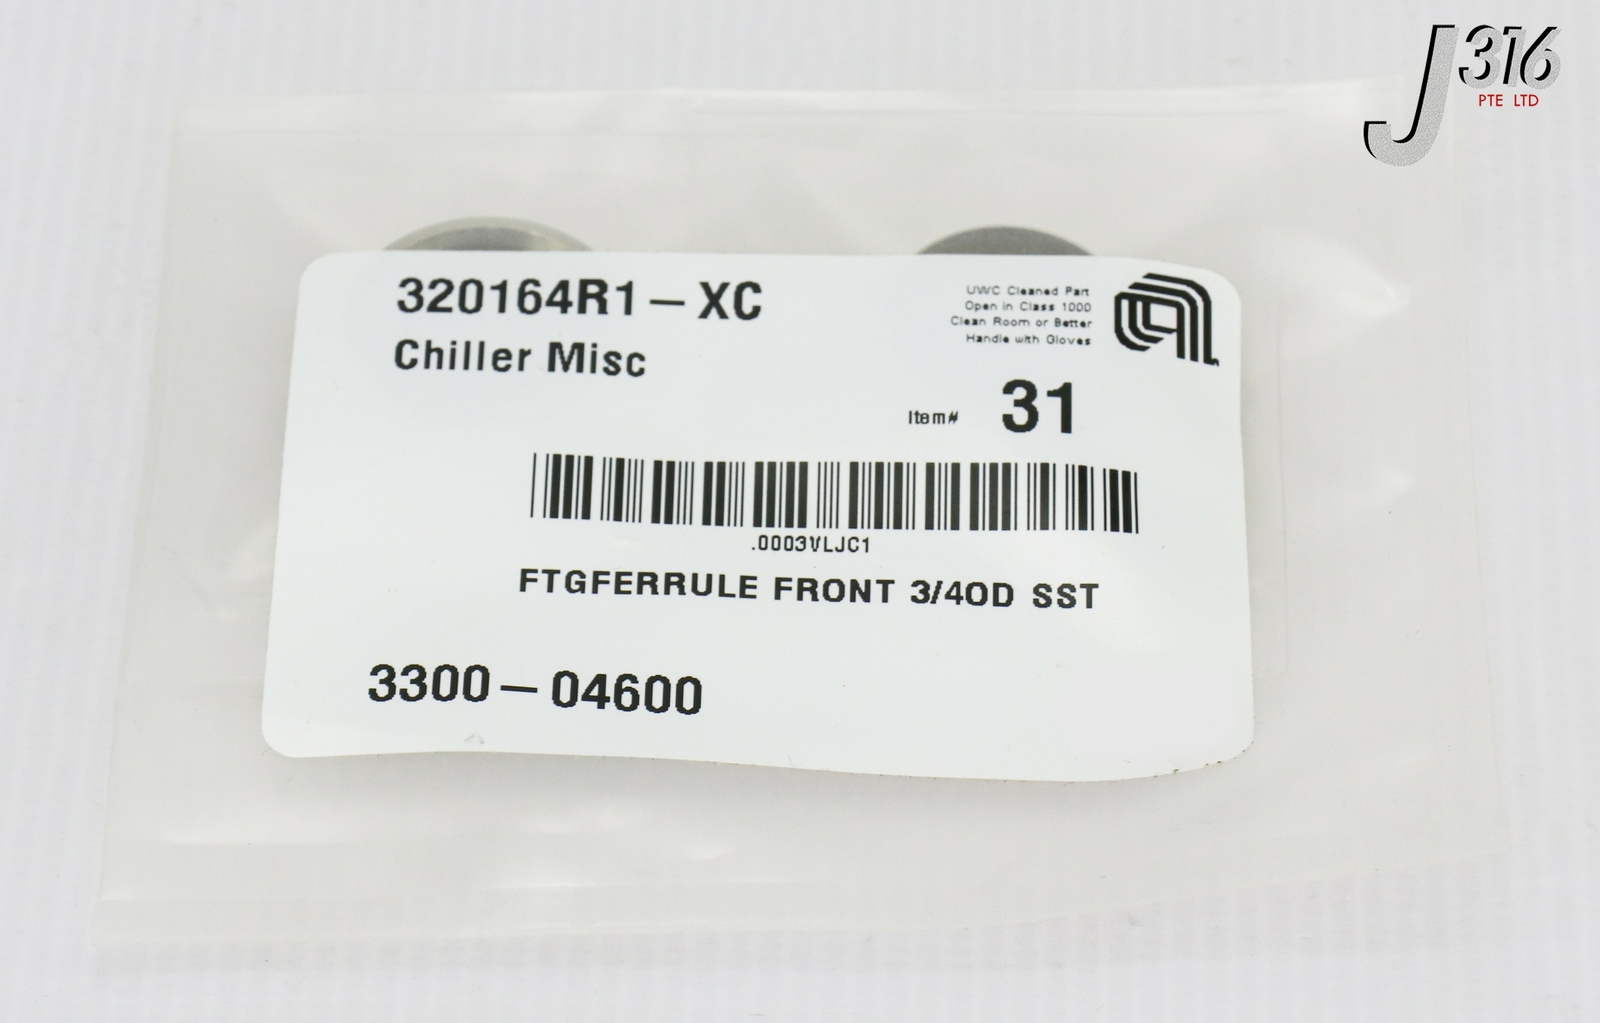 J316
PTE LTD
320164R1-XC
Chiller Misc
UWC Cleaned Part
Open in Class 1000
Clean Room or Better
Handle with Gloves
Item# 31
.0003VLJC1
FTGFERRULE FRONT 3/4OD SST
3300-04600